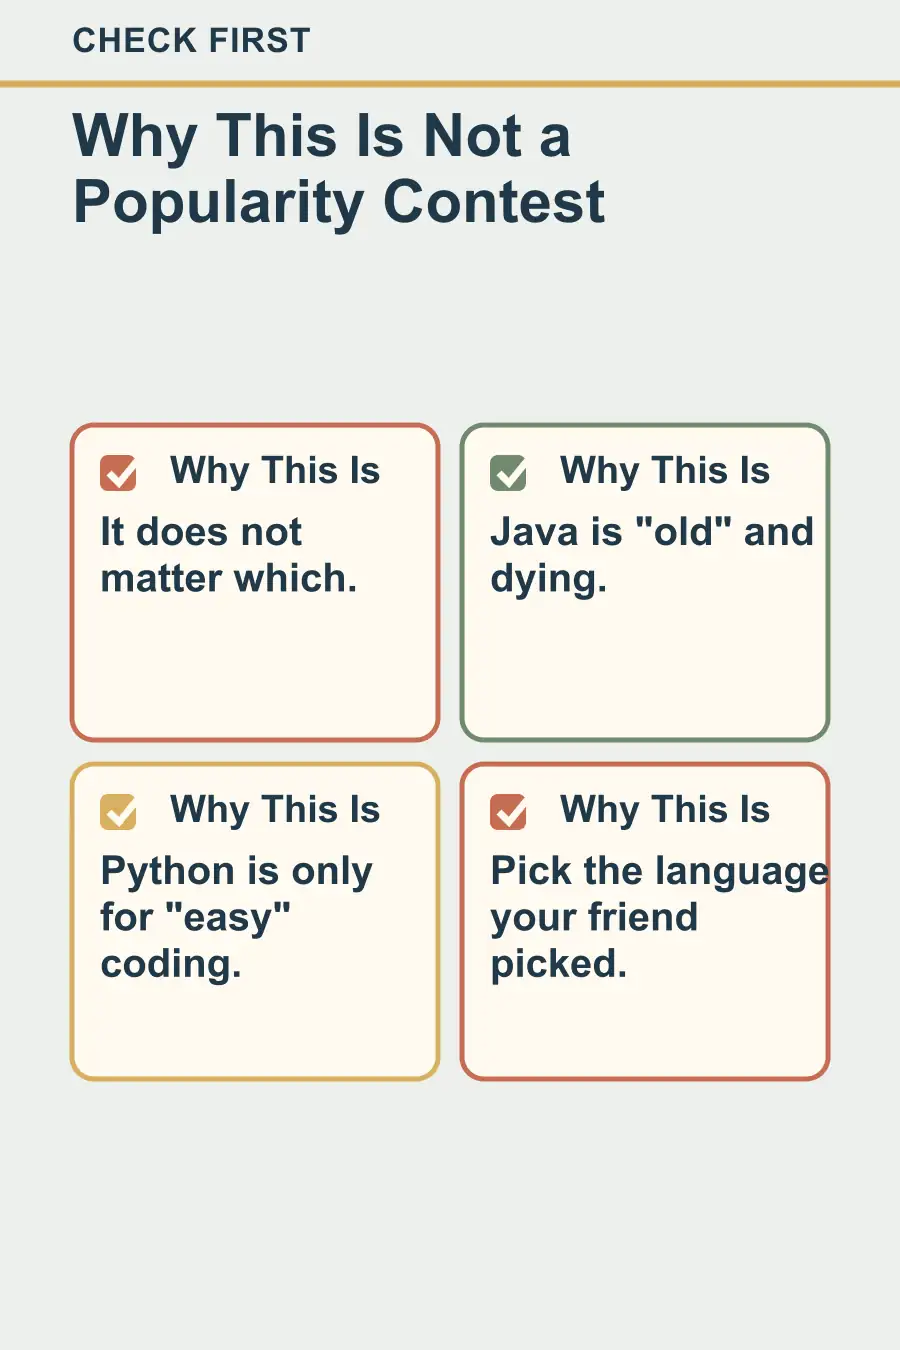 CHECK FIRST
Why This Is Not a
Popularity Contest
Why This Is
It does not
matter which.
Why This Is
Java is "old" and
dying.
Why This Is
Python is only
for "easy"
coding.
Why This Is
Pick the language
your friend
picked.